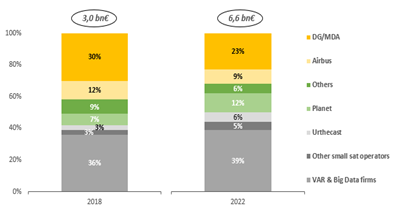 3,0 bn€ 6,6 bn€
100%
80%
60%
40%
20%
0%
30%
12%
9%
7%
3%
3%
36%
23%
9%
6%
12%
6%
5%
39%
2018 2022
DG/MDA
Airbus
Others
Planet
Urthecast
Other small sat operators
VAR & Big Data firms